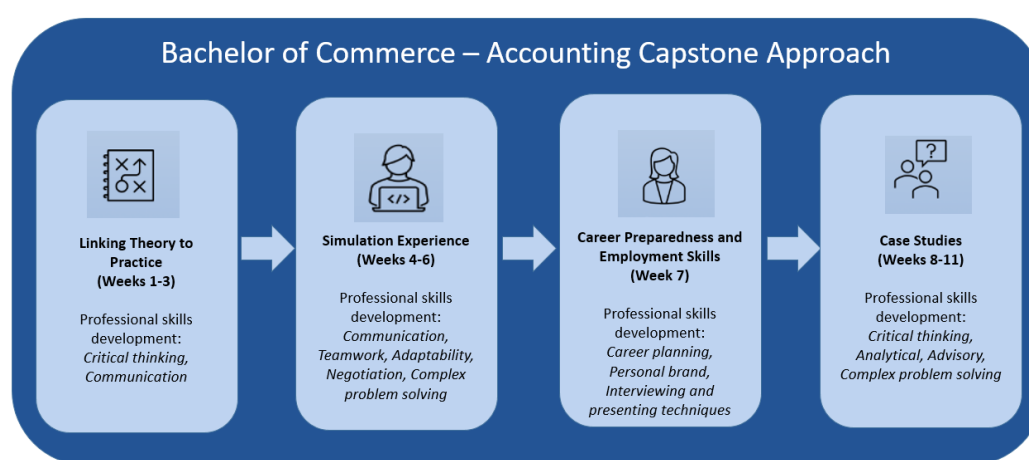 Bachelor of Commerce – Accounting Capstone Approach
Linking Theory to
Practice
(Weeks 1-3)
Professional skills
development:
Critical thinking,
Communication
Simulation Experience
(Weeks 4-6)
Professional skills
development:
Communication,
Teamwork, Adaptability,
Negotiation, Complex
problem solving
Career Preparedness and
Employment Skills
(Week 7)
Professional skills
development:
Career planning,
Personal brand,
Interviewing and
presenting techniques
Case Studies
(Weeks 8-11)
Professional skills
development:
Critical thinking,
Analytical, Advisory,
Complex problem solving